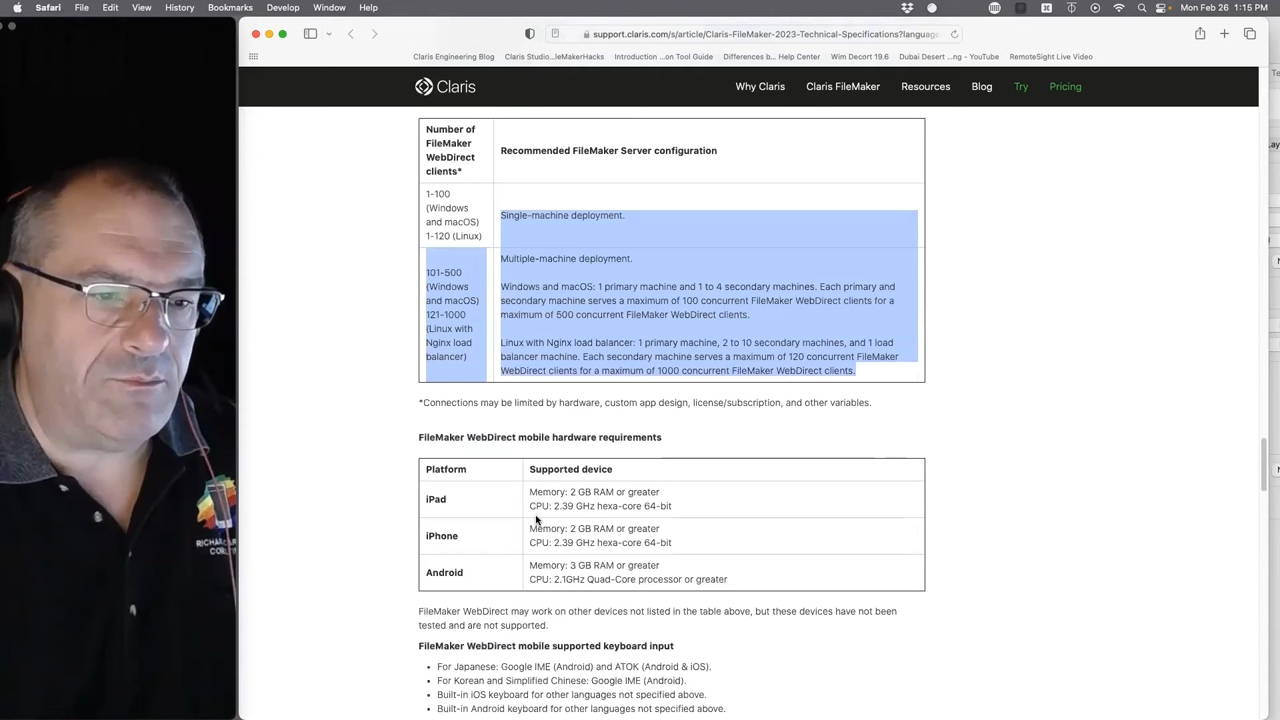 Safari File Edit View History Bookmarks Develop Window Help
Mon Feb 26 1:15 PM
support.claris.com/s/article/Claris-FileMaker-2023-Technical-Specifications?language
Claris Engineering Blog Claris Studio...leMakerHacks Introduction ...on Tool Guide Differences b... Help Center Wim Decort 19.6 Dubai Desert ...ng - YouTube RemoteSight Live Video
Claris
Why Claris Claris FileMaker Resources Blog Try Pricing
Number of
FileMaker
WebDirect
clients*
Recommended FileMaker Server configuration
1-100
(Windows
and macOS)
1-120 (Linux)
Single-machine deployment.
101-500
(Windows
and macOS)
121-1000
(Linux with
Nginx load
balancer)
Multiple-machine deployment.
Windows and macOS: 1 primary machine and 1 to 4 secondary machines. Each primary and
secondary machine serves a maximum of 100 concurrent FileMaker WebDirect clients for a
maximum of 500 concurrent FileMaker WebDirect clients.
Linux with Nginx load balancer: 1 primary machine, 2 to 10 secondary machines, and 1 load
balancer machine. Each secondary machine serves a maximum of 120 concurrent FileMaker
WebDirect clients for a maximum of 1000 concurrent FileMaker WebDirect clients.
*Connections may be limited by hardware, custom app design, license/subscription, and other variables.
FileMaker WebDirect mobile hardware requirements
Platform Supported device
iPad
Memory: 2 GB RAM or greater
CPU: 2.39 GHz hexa-core 64-bit
iPhone
Memory: 2 GB RAM or greater
CPU: 2.39 GHz hexa-core 64-bit
Android
Memory: 3 GB RAM or greater
CPU: 2.1GHz Quad-Core processor or greater
FileMaker WebDirect may work on other devices not listed in the table above, but these devices have not been
tested and are not supported.
FileMaker WebDirect mobile supported keyboard input
• For Japanese: Google IME (Android) and ATOK (Android & iOS).
• For Korean and Simplified Chinese: Google IME (Android).
• Built-in iOS keyboard for other languages not specified above.
• Built-in Android keyboard for other languages not specified above.